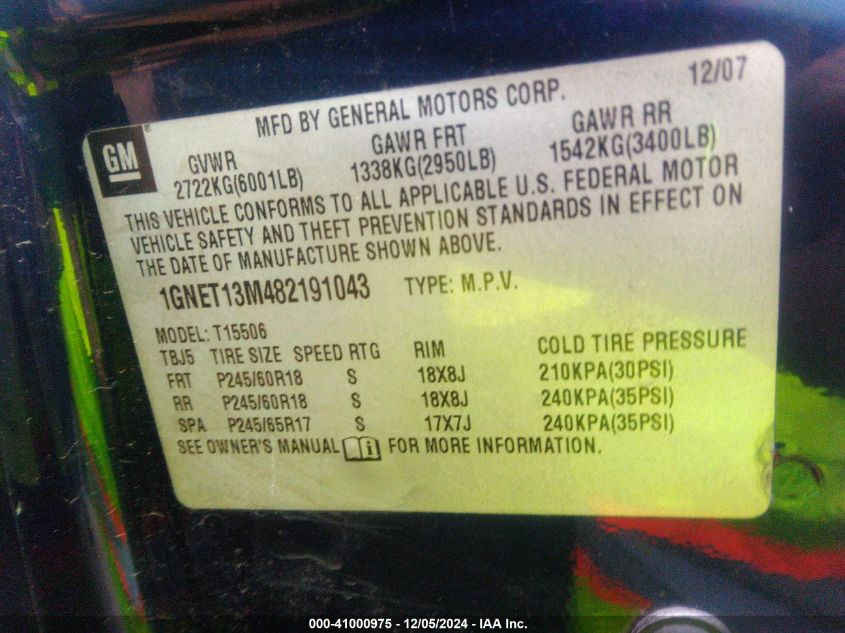 12/07
MFD BY GENERAL MOTORS CORP.
GM
GVWR GAWR FRT GAWR RR
2722KG(6001LB) 1338KG(2950LB) 1542KG(3400LB)
THIS VEHICLE CONFORMS TO ALL APPLICABLE U.S. FEDERAL MOTOR
VEHICLE SAFETY AND THEFT PREVENTION STANDARDS IN EFFECT ON
THE DATE OF MANUFACTURE SHOWN ABOVE.
1GNET13M482191043 TYPE: M.P.V.
MODEL: T15506
TBJ5 TIRE SIZE SPEED RTG RIM COLD TIRE PRESSURE
FRT P245/60R18 S 18X8J 210KPA(30PSI)
RR P245/60R18 S 18X8J 240KPA(35PSI)
SPA P245/65R17 S 17X7J 240KPA(35PSI)
SEE OWNER'S MANUAL i FOR MORE INFORMATION.
000-41000975 - 12/05/2024 - IAA Inc.